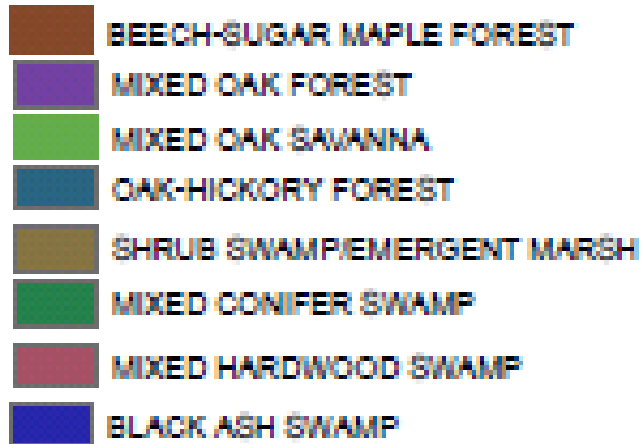 BEECH-SUGAR MAPLE FOREST
MIXED OAK FOREST
MIXED OAK SAVANNA
OAK-HICKORY FOREST
SHRUB SWAMP/EMERGENT MARSH
MIXED CONIFER SWAMP
MIXED HARDWOOD SWAMP
BLACK ASH SWAMP